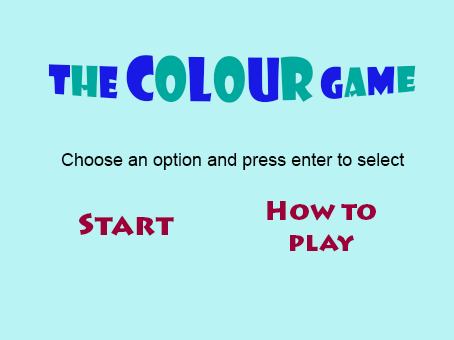 THE COLOUR GAME
Choose an option and press enter to select
START
HOW TO
PLAY